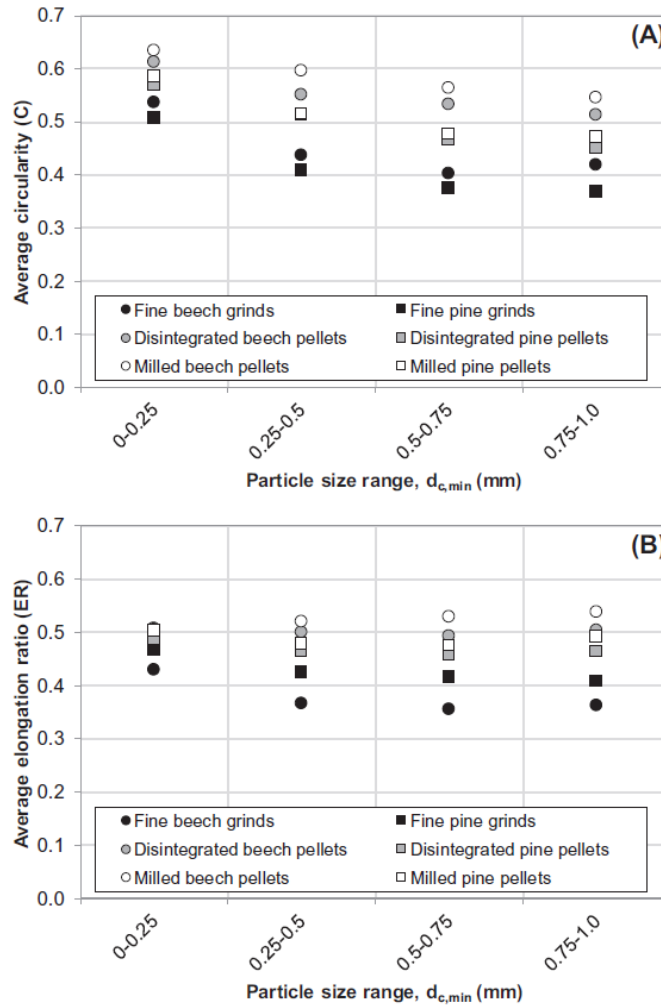 (A)
Average circularity (C)
0.7
0.6
0.5
0.4
0.3
0.2
0.1
0.0
Fine beech grinds
Fine pine grinds
Disintegrated beech pellets
Disintegrated pine pellets
Milled beech pellets
Milled pine pellets
0-0.25
0.25-0.5
0.5-0.75
0.75-1.0
Particle size range, dc,min (mm)
(B)
Average elongation ratio (ER)
0.7
0.6
0.5
0.4
0.3
0.2
0.1
0.0
Fine beech grinds
Fine pine grinds
Disintegrated beech pellets
Disintegrated pine pellets
Milled beech pellets
Milled pine pellets
0-0.25
0.25-0.5
0.5-0.75
0.75-1.0
Particle size range, dc,min (mm)